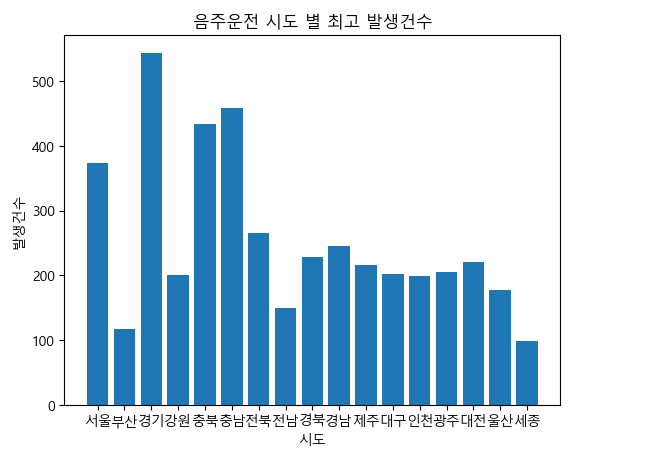 음주운전 시도 별 최고 발생건수
발생건수
500
400
300
200
100
0
서울 부산 경기 강원 충북 충남 전북 전남 경북 경남 제주 대구 인천 광주 대전 울산 세종
시도